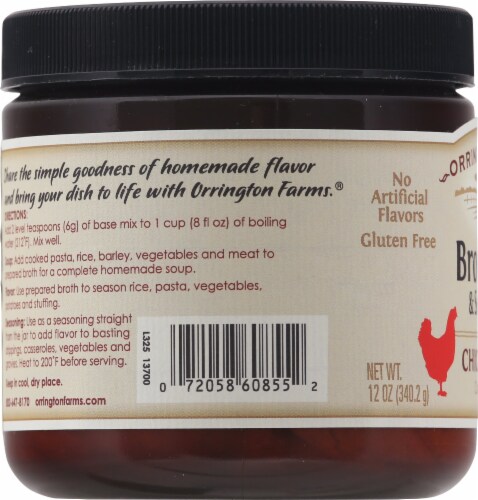 the simple goodness of homemade flavor
and bring your dish to life with Orrington Farms.®
DIRECTIONS:
2 level teaspoons (6g) of base mix to 1 cup (8 fl oz) of boiling
water (212°F). Mix well.
Soup: Add cooked pasta, rice, barley, vegetables and meat to
prepared broth for a complete homemade soup.
Flavor: Use prepared broth to season rice, pasta, vegetables,
potatoes and stuffing.
Seasoning: Use as a seasoning straight
from the jar to add flavor to basting
drippings, casseroles, vegetables and
gravies. Heat to 200°F before serving.
Keep in cool, dry place.
orringtonfarms.com
L325 13700
0 72058 60855 2
No
Artificial
Flavors
Gluten Free
NET WT.
12 OZ (340.2g)
ORRING
Bro
&
CHI